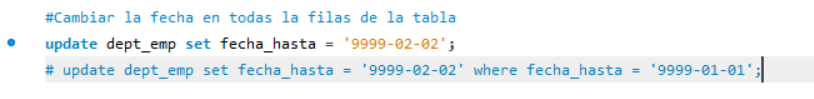 #Cambiar la fecha en todas la filas de la tabla
update dept_emp set fecha_hasta = '9999-02-02';
# update dept_emp set fecha_hasta = '9999-02-02' where fecha_hasta = '9999-01-01';